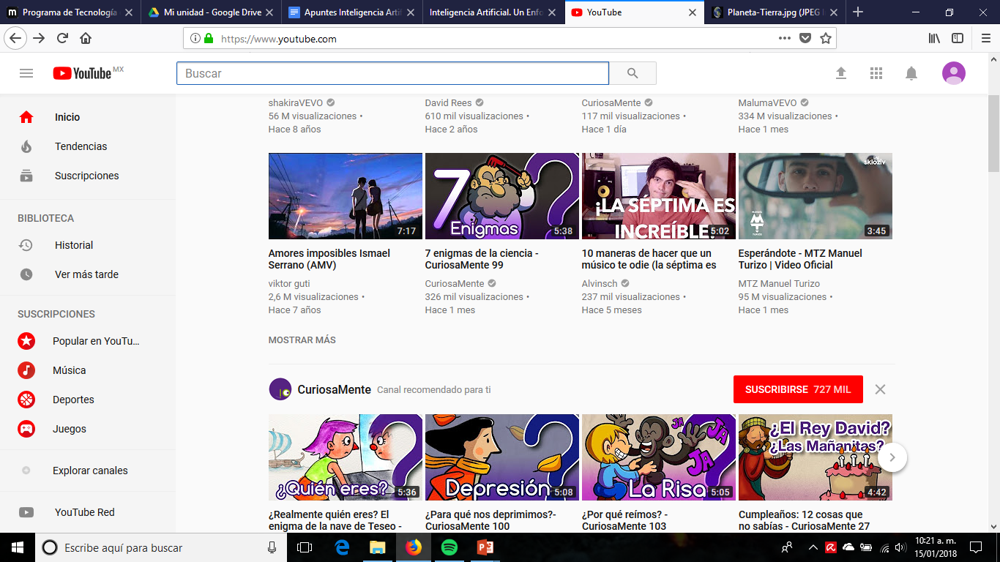 Programa de Tecnología
Mi unidad - Google Drive
Apuntes Inteligencia Artif
Inteligencia Artificial. Un Enfo
YouTube
Planeta-Tierra.jpg (JPEG I
https://www.youtube.com
YouTube MX
Buscar
Inicio
Tendencias
Suscripciones
BIBLIOTECA
Historial
Ver más tarde
SUSCRIPCIONES
Popular en YouTu...
Música
Deportes
Juegos
Explorar canales
YouTube Red
shakiraVEVO
56 M visualizaciones •
Hace 8 años
David Rees
610 mil visualizaciones •
Hace 2 años
CuriosaMente
117 mil visualizaciones •
Hace 1 día
MalumaVEVO
334 M visualizaciones •
Hace 1 mes
7:17
Amores imposibles Ismael
Serrano (AMV)
viktor guti
2,6 M visualizaciones •
Hace 7 años
7 ?
Enigmas
5:38
7 enigmas de la ciencia -
CuriosaMente 99
CuriosaMente
326 mil visualizaciones •
Hace 1 mes
¡LA SÉPTIMA ES
INCREÍBLE!
5:02
10 maneras de hacer que un
músico te odie (la séptima es
Alvinsch
237 mil visualizaciones •
Hace 5 meses
skloziv
MANUEL
MT
TURIZO
3:45
Esperándote - MTZ Manuel
Turizo | Video Oficial
MTZ Manuel Turizo
95 M visualizaciones •
Hace 1 mes
MOSTRAR MÁS
CuriosaMente Canal recomendado para ti
SUSCRIBIRSE 727 MIL
?
¿Quién eres?
5:36
¿Realmente quién eres? El
enigma de la nave de Teseo -
?
Depresión
5:08
¿Para qué nos deprimimos?-
CuriosaMente 100
JA
JA
JA
?
La Risa
5:05
¿Por qué reímos? -
CuriosaMente 103
¿El Rey David?
¿Las Mañanitas?
4:42
Cumpleaños: 12 cosas que
no sabías - CuriosaMente 27
Escribe aquí para buscar
10:21 a. m.
15/01/2018